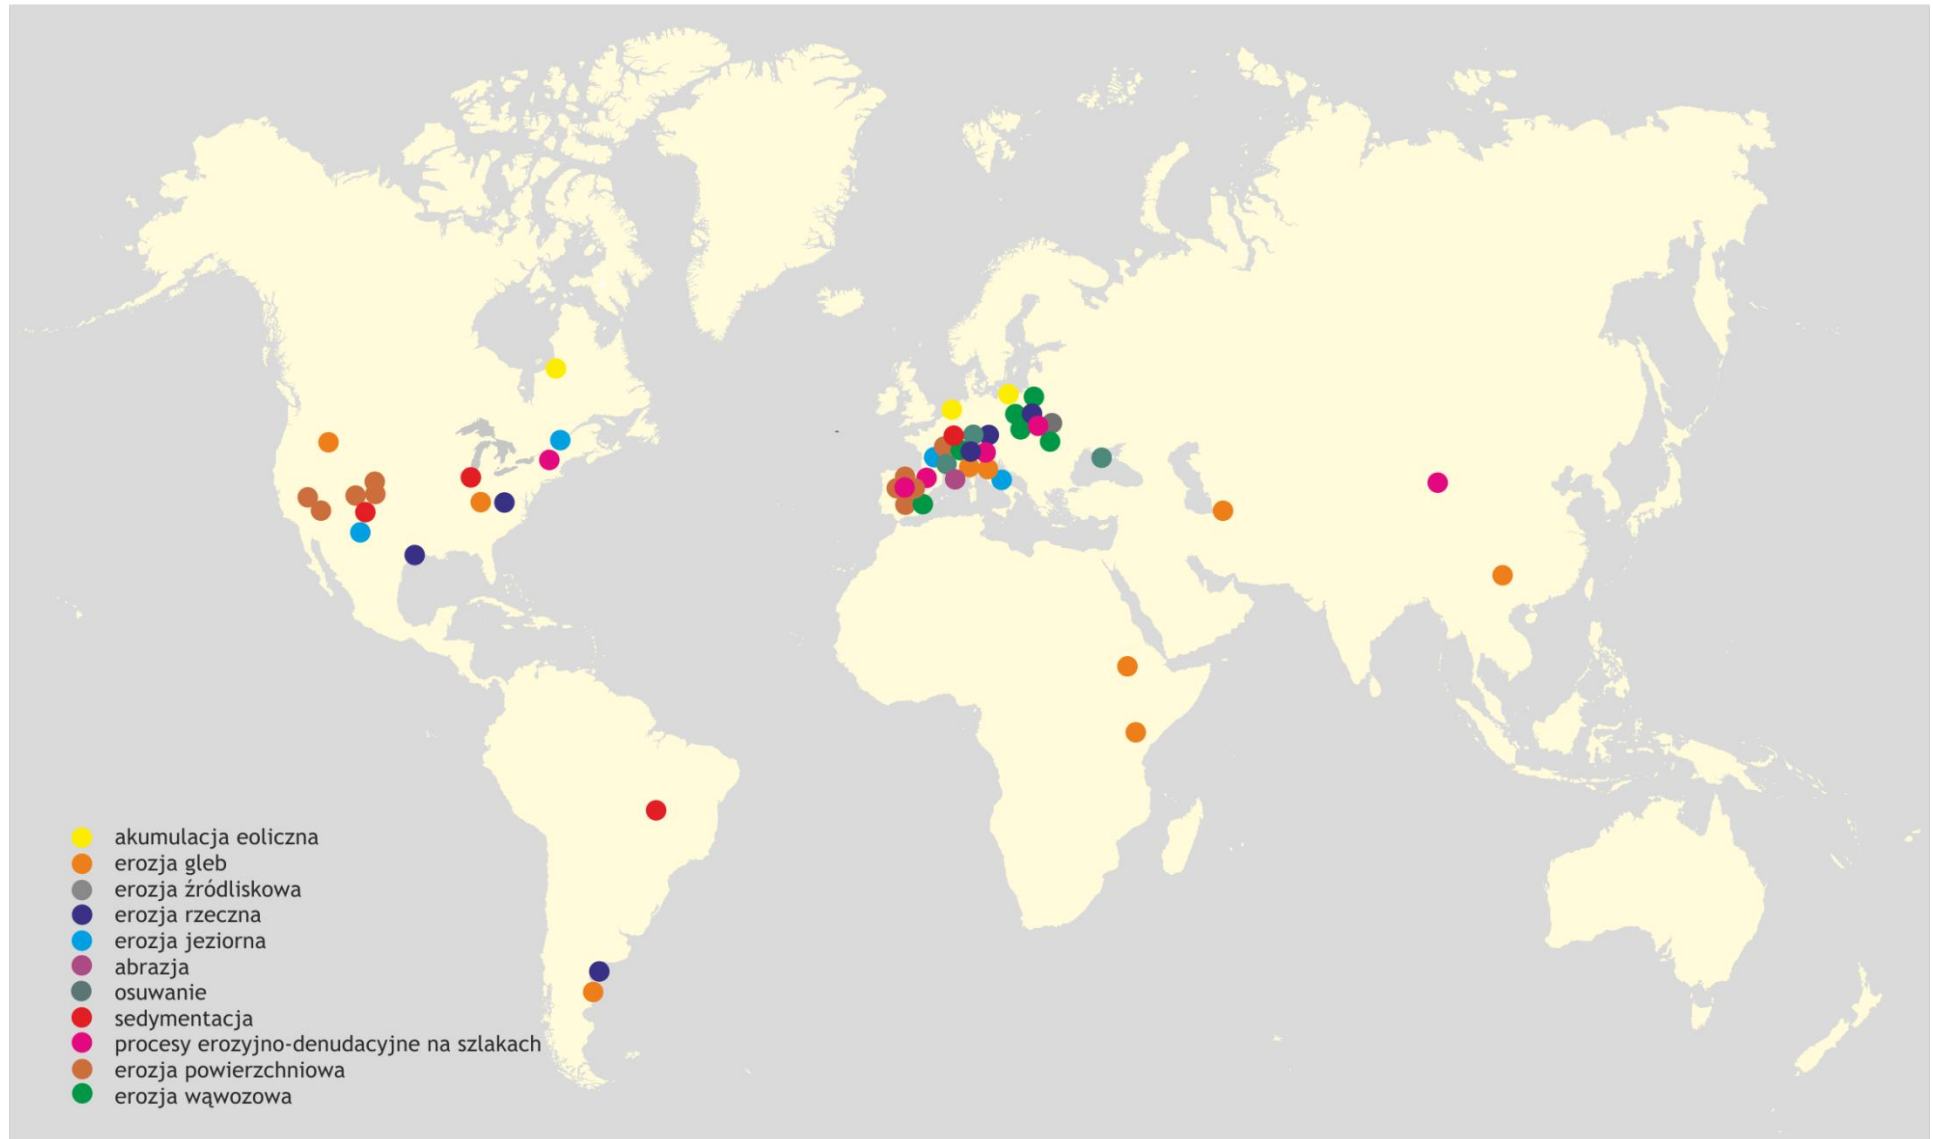 akumulacja eoliczna
erozja gleb
erozja źródliskowa
erozja rzeczna
erozja jeziorna
abrazja
osuwanie
sedymentacja
procesy erozyjno-denudacyjne na szlakach
erozja powierzchniowa
erozja wąwozowa